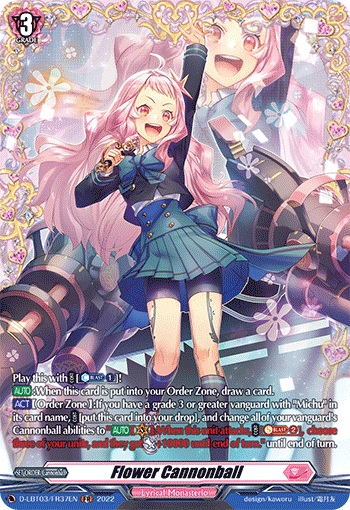 3
GRADE
Play this with [BLAST 1]!
AUTO:When this card is put into your Order Zone, draw a card.
ACT[Order Zone]:If you have a grade 3 or greater vanguard with "Michu" in
its card name, [put this card into your drop], and change all of your vanguard's
Cannonball abilities to "AUTO:When this unit attacks, [BLAST 2], choose
three of your units, and they get +10000 until end of turn." until end of turn.
SET ORDER
Flower Cannonball
Lyrical Monasterio
D-LBT03/FR37EN FR 2022
design/kaworu illust/霜月友